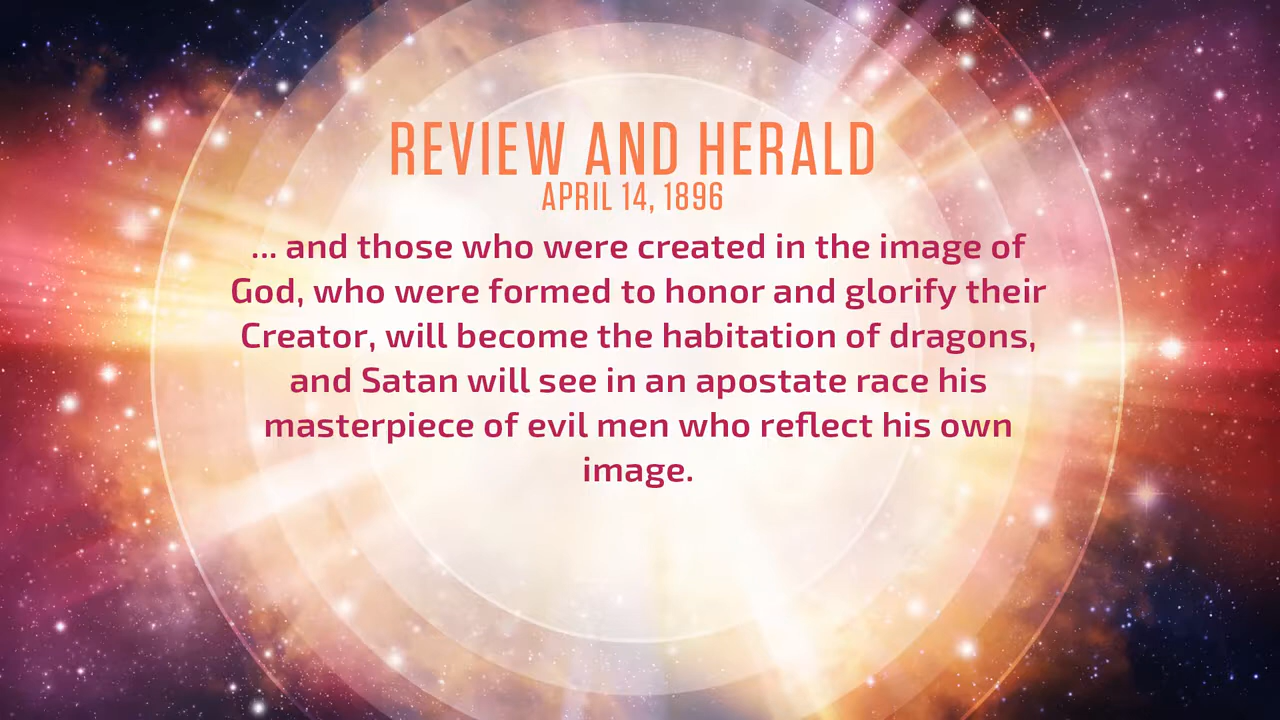 REVIEW AND HERALD
APRIL 14, 1896
... and those who were created in the image of
God, who were formed to honor and glorify their
Creator, will become the habitation of dragons,
and Satan will see in an apostate race his
masterpiece of evil men who reflect his own
image.